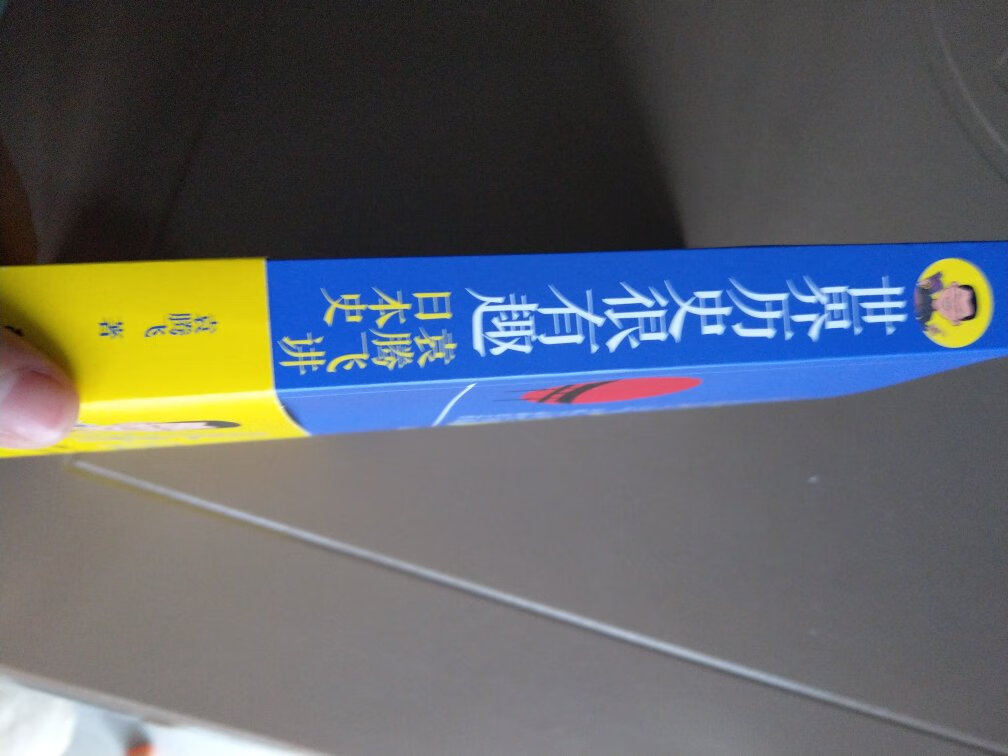 世界历史很有趣
袁腾飞讲
日本史
袁腾飞 著